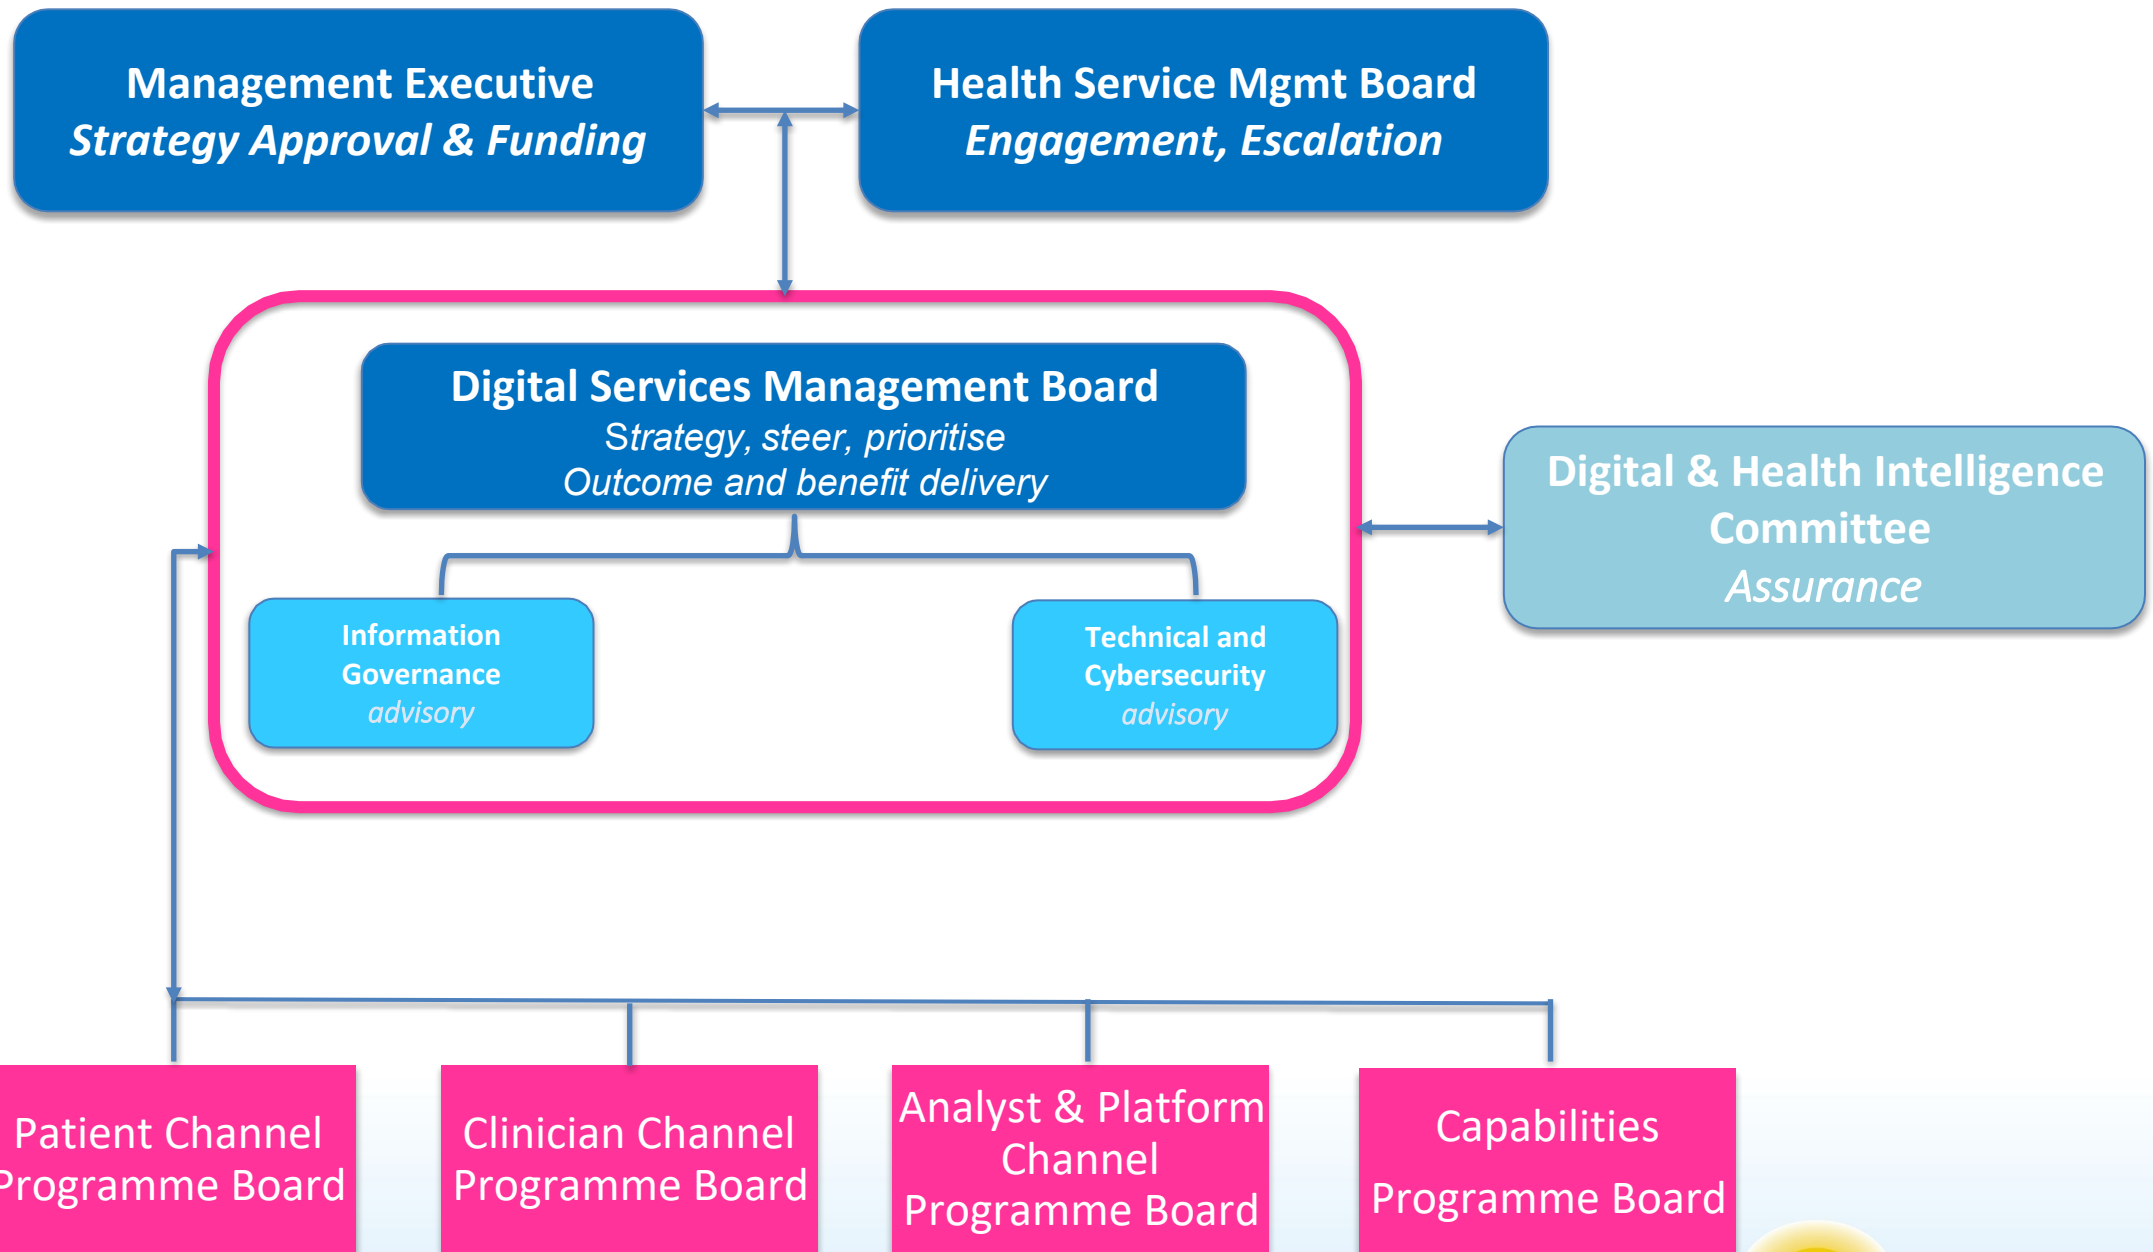 Management Executive
Strategy Approval & Funding
Health Service Mgmt Board
Engagement, Escalation
Digital Services Management Board
Strategy, steer, prioritise
Outcome and benefit delivery
Digital & Health Intelligence
Committee
Assurance
Information
Governance
advisory
Technical and
Cybersecurity
advisory
Patient Channel
Programme Board
Clinician Channel
Programme Board
Analyst & Platform
Channel
Programme Board
Capabilities
Programme Board